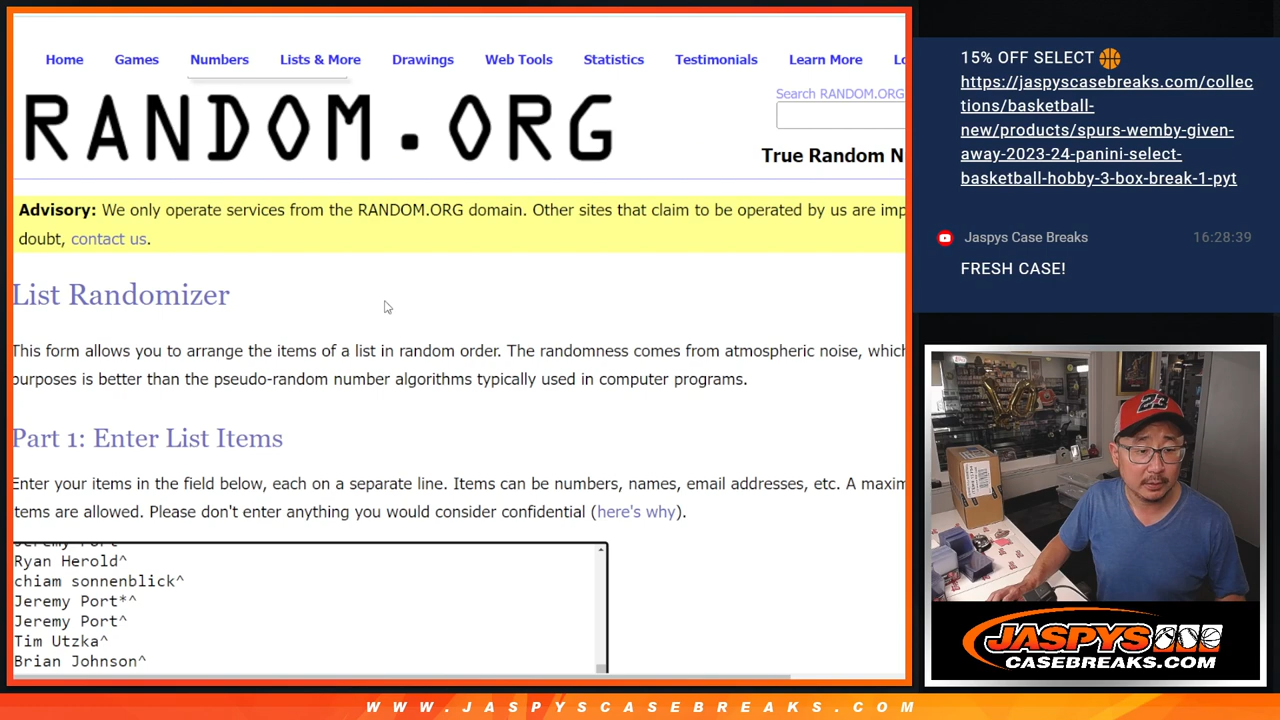 Home Games Numbers Lists & More Drawings Web Tools Statistics Testimonials Learn More
RANDOM.ORG
Search RANDOM.ORG
True Random N
Advisory: We only operate services from the RANDOM.ORG domain. Other sites that claim to be operated by us are imp
doubt, contact us.
List Randomizer
This form allows you to arrange the items of a list in random order. The randomness comes from atmospheric noise, which
purposes is better than the pseudo-random number algorithms typically used in computer programs.
Part 1: Enter List Items
Enter your items in the field below, each on a separate line. Items can be numbers, names, email addresses, etc. A maxim
tems are allowed. Please don't enter anything you would consider confidential (here's why).
Ryan Herold^
chiam sonnenblick^
Jeremy Port*^
Jeremy Port^
Tim Utzka^
Brian Johnson^
15% OFF SELECT 🏀
https://jaspyscasebreaks.com/collec
tions/basketball-
new/products/spurs-wemby-given-
away-2023-24-panini-select-
basketball-hobby-3-box-break-1-pyt
Jaspys Case Breaks 16:28:39
FRESH CASE!
23
JASPYS
CASEBREAKS.COM
WWW.JASPYSCASEBREAKS.COM